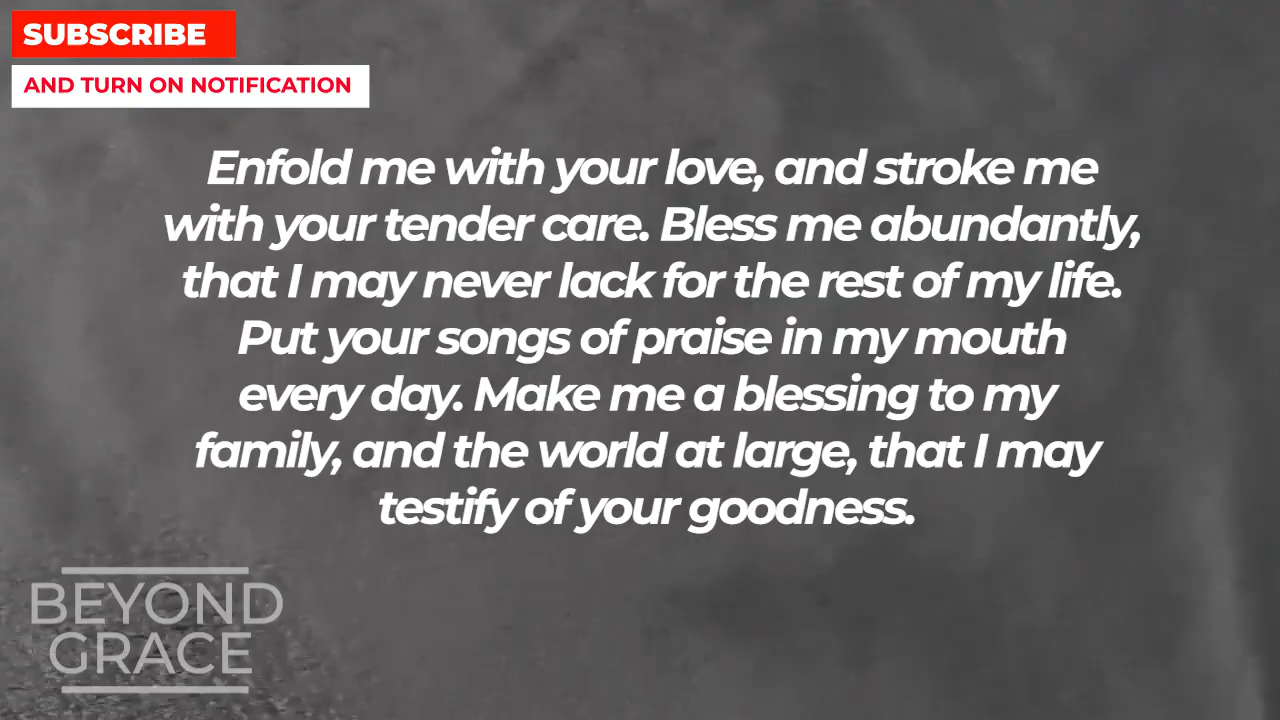 SUBSCRIBE
AND TURN ON NOTIFICATION
Enfold me with your love, and stroke me
with your tender care. Bless me abundantly,
that I may never lack for the rest of my life.
Put your songs of praise in my mouth
every day. Make me a blessing to my
family, and the world at large, that I may
testify of your goodness.
BEYOND
GRACE